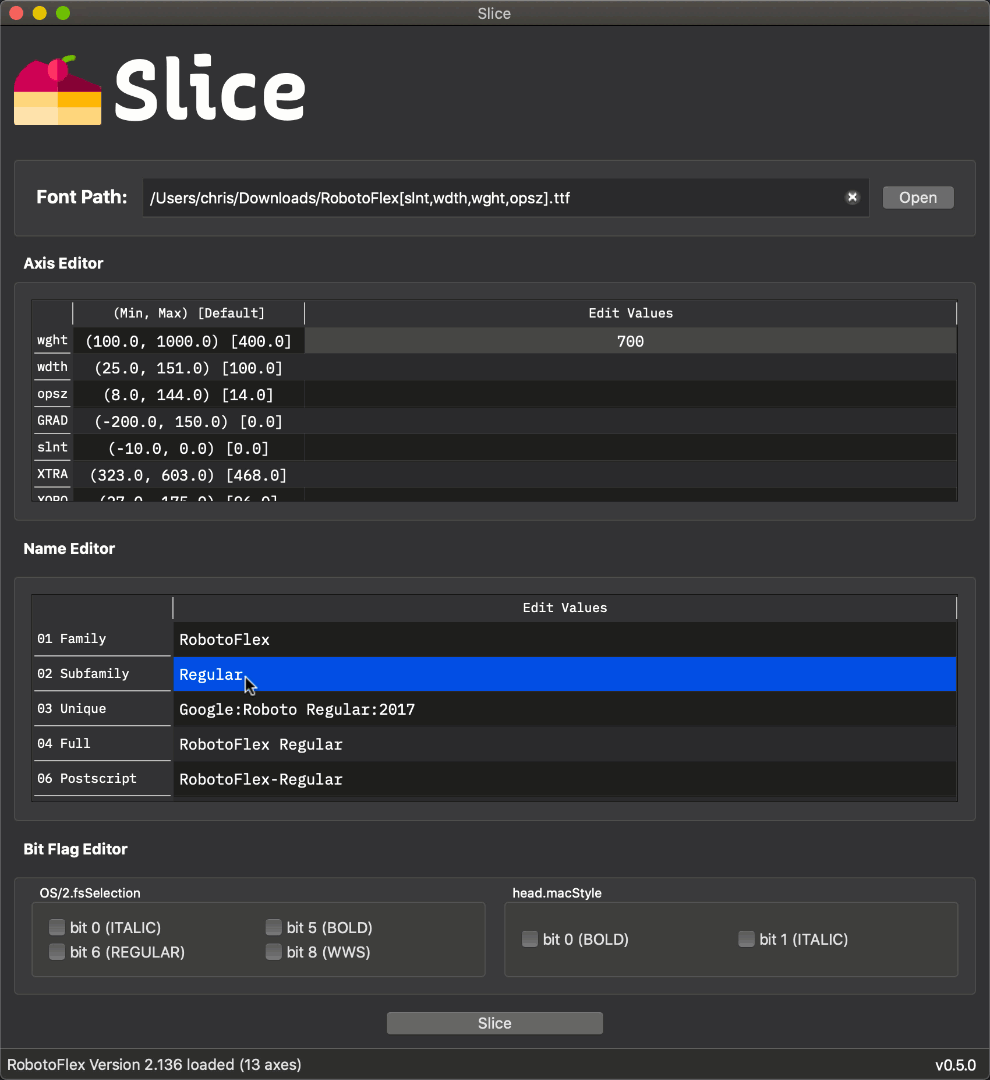 Slice
Slice
Font Path: /Users/chris/Downloads/RobotoFlex[slnt,wdth,wght,opsz].ttf Open
Axis Editor
(Min, Max) [Default] Edit Values
wght (100.0, 1000.0) [400.0] 700
wdth (25.0, 151.0) [100.0]
opsz (8.0, 144.0) [14.0]
GRAD (-200.0, 150.0) [0.0]
slnt (-10.0, 0.0) [0.0]
XTRA (323.0, 603.0) [468.0]
Name Editor
Edit Values
01 Family RobotoFlex
02 Subfamily Regular
03 Unique Google:Roboto Regular:2017
04 Full RobotoFlex Regular
06 Postscript RobotoFlex-Regular
Bit Flag Editor
OS/2.fsSelection head.macStyle
bit 0 (ITALIC) bit 5 (BOLD)
bit 6 (REGULAR) bit 8 (WWS)
bit 0 (BOLD) bit 1 (ITALIC)
Slice
RobotoFlex Version 2.136 loaded (13 axes) v0.5.0